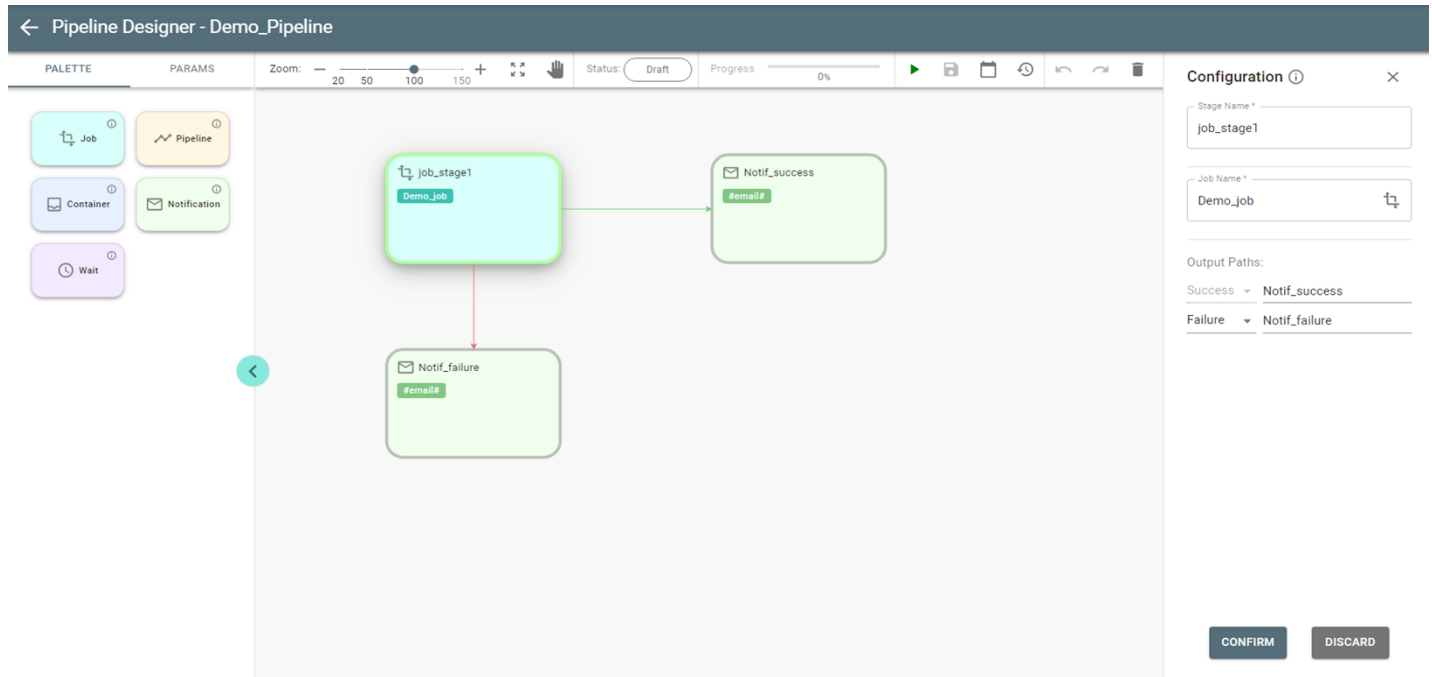 Pipeline Designer - Demo_Pipeline
PALETTE PARAMS
Zoom: 20 50 100 150
Status: Draft
Progress 0%
Job
Pipeline
Container
Notification
Wait
job_stage1
Demo_job
Notif_success
#email#
Notif_failure
#email#
Configuration
Stage Name *
job_stage1
Job Name *
Demo_job
Output Paths:
Success Notif_success
Failure Notif_failure
CONFIRM DISCARD